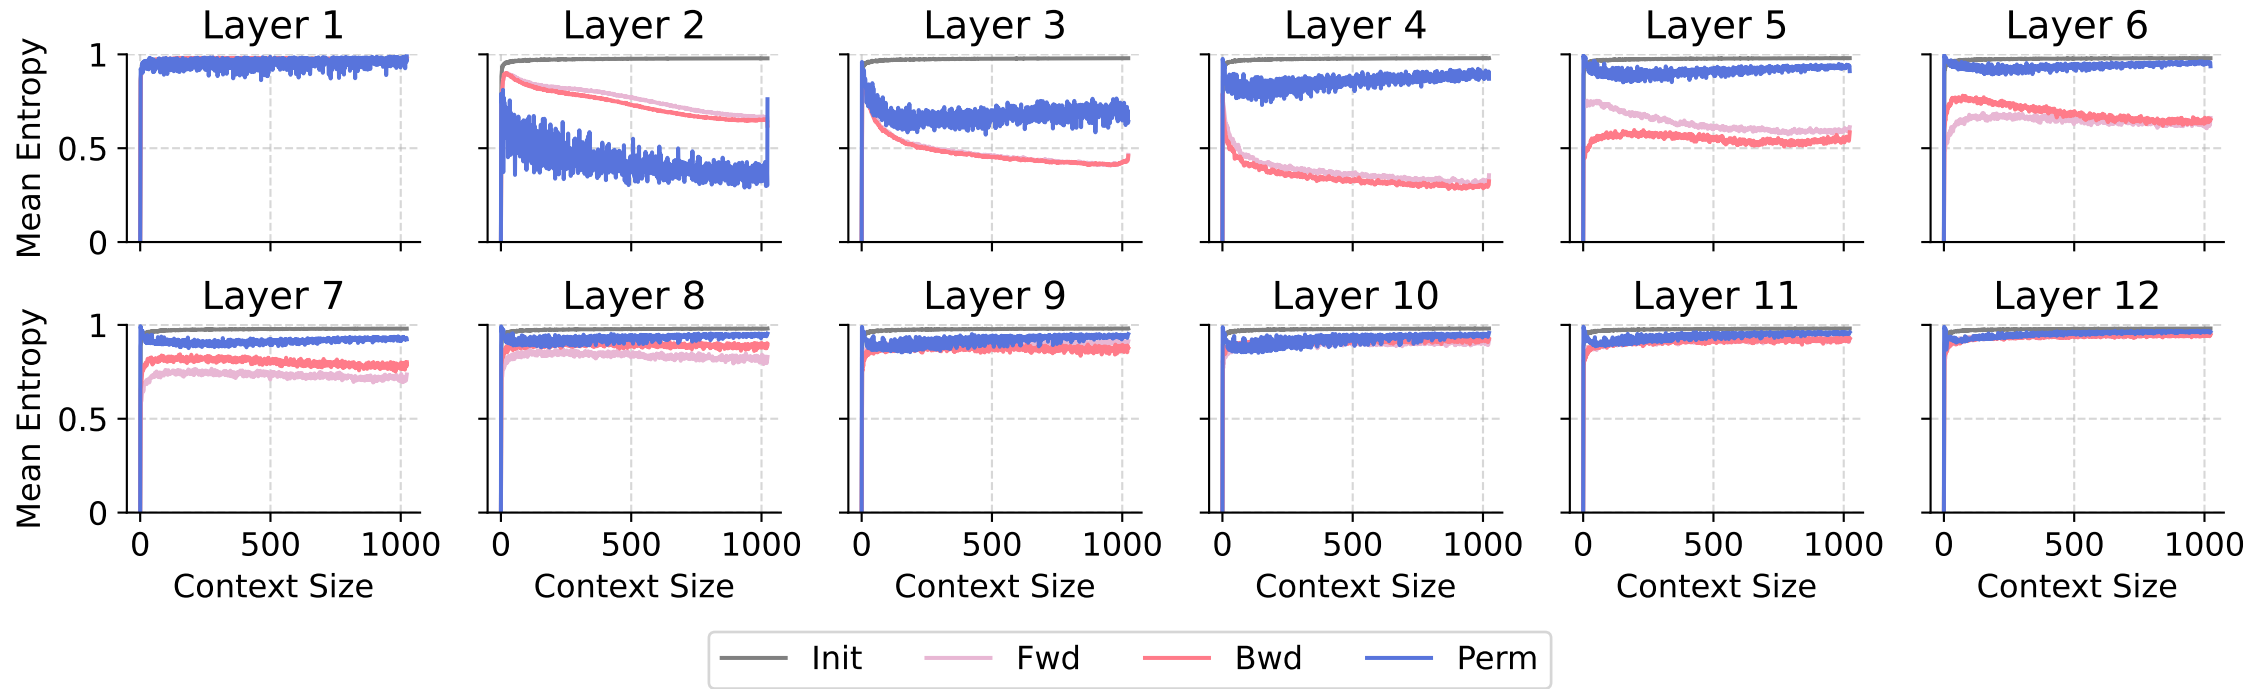 Layer 1 Layer 2 Layer 3 Layer 4 Layer 5 Layer 6
Mean Entropy
1
0.5
0
Layer 7 Layer 8 Layer 9 Layer 10 Layer 11 Layer 12
Mean Entropy
1
0.5
0
0 500 1000 0 500 1000 0 500 1000 0 500 1000 0 500 1000 0 500 1000
Context Size Context Size Context Size Context Size Context Size Context Size
Init Fwd Bwd Perm